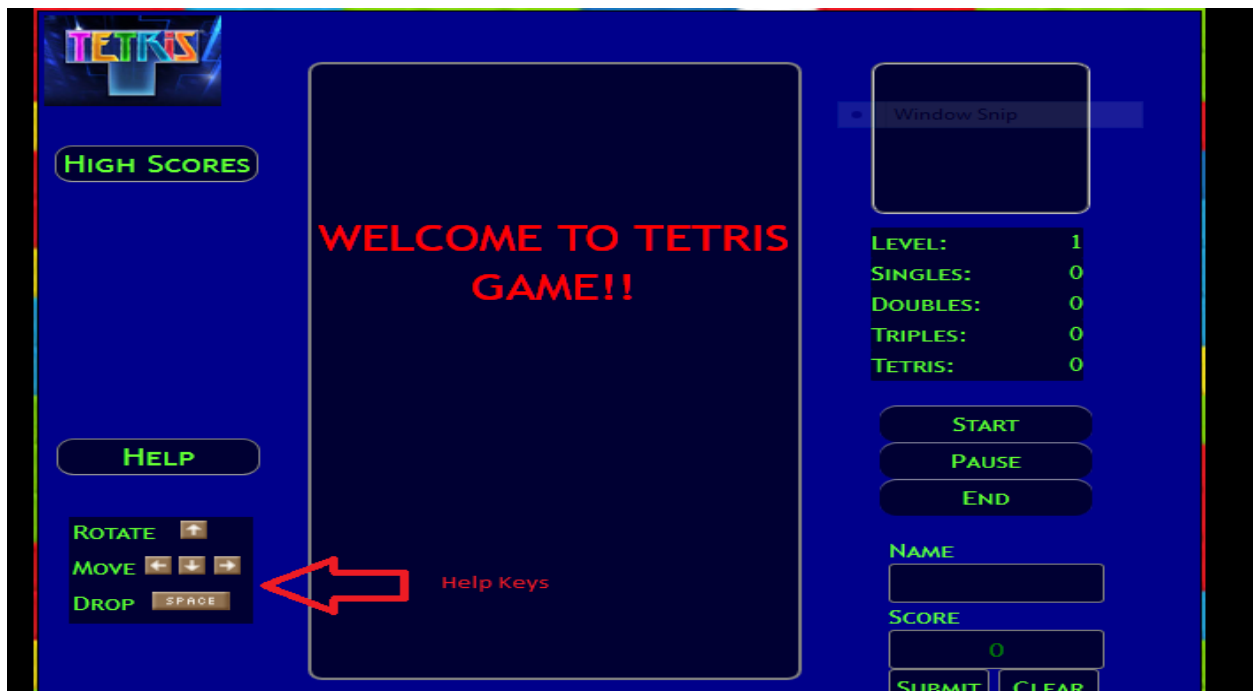 TETRIS
HIGH SCORES
WELCOME TO TETRIS
GAME!!
Window Snip
LEVEL: 1
SINGLES: 0
DOUBLES: 0
TRIPLES: 0
TETRIS: 0
START
PAUSE
END
HELP
ROTATE
MOVE
DROP SPACE
Help Keys
NAME
SCORE
0
SUBMIT CLEAR